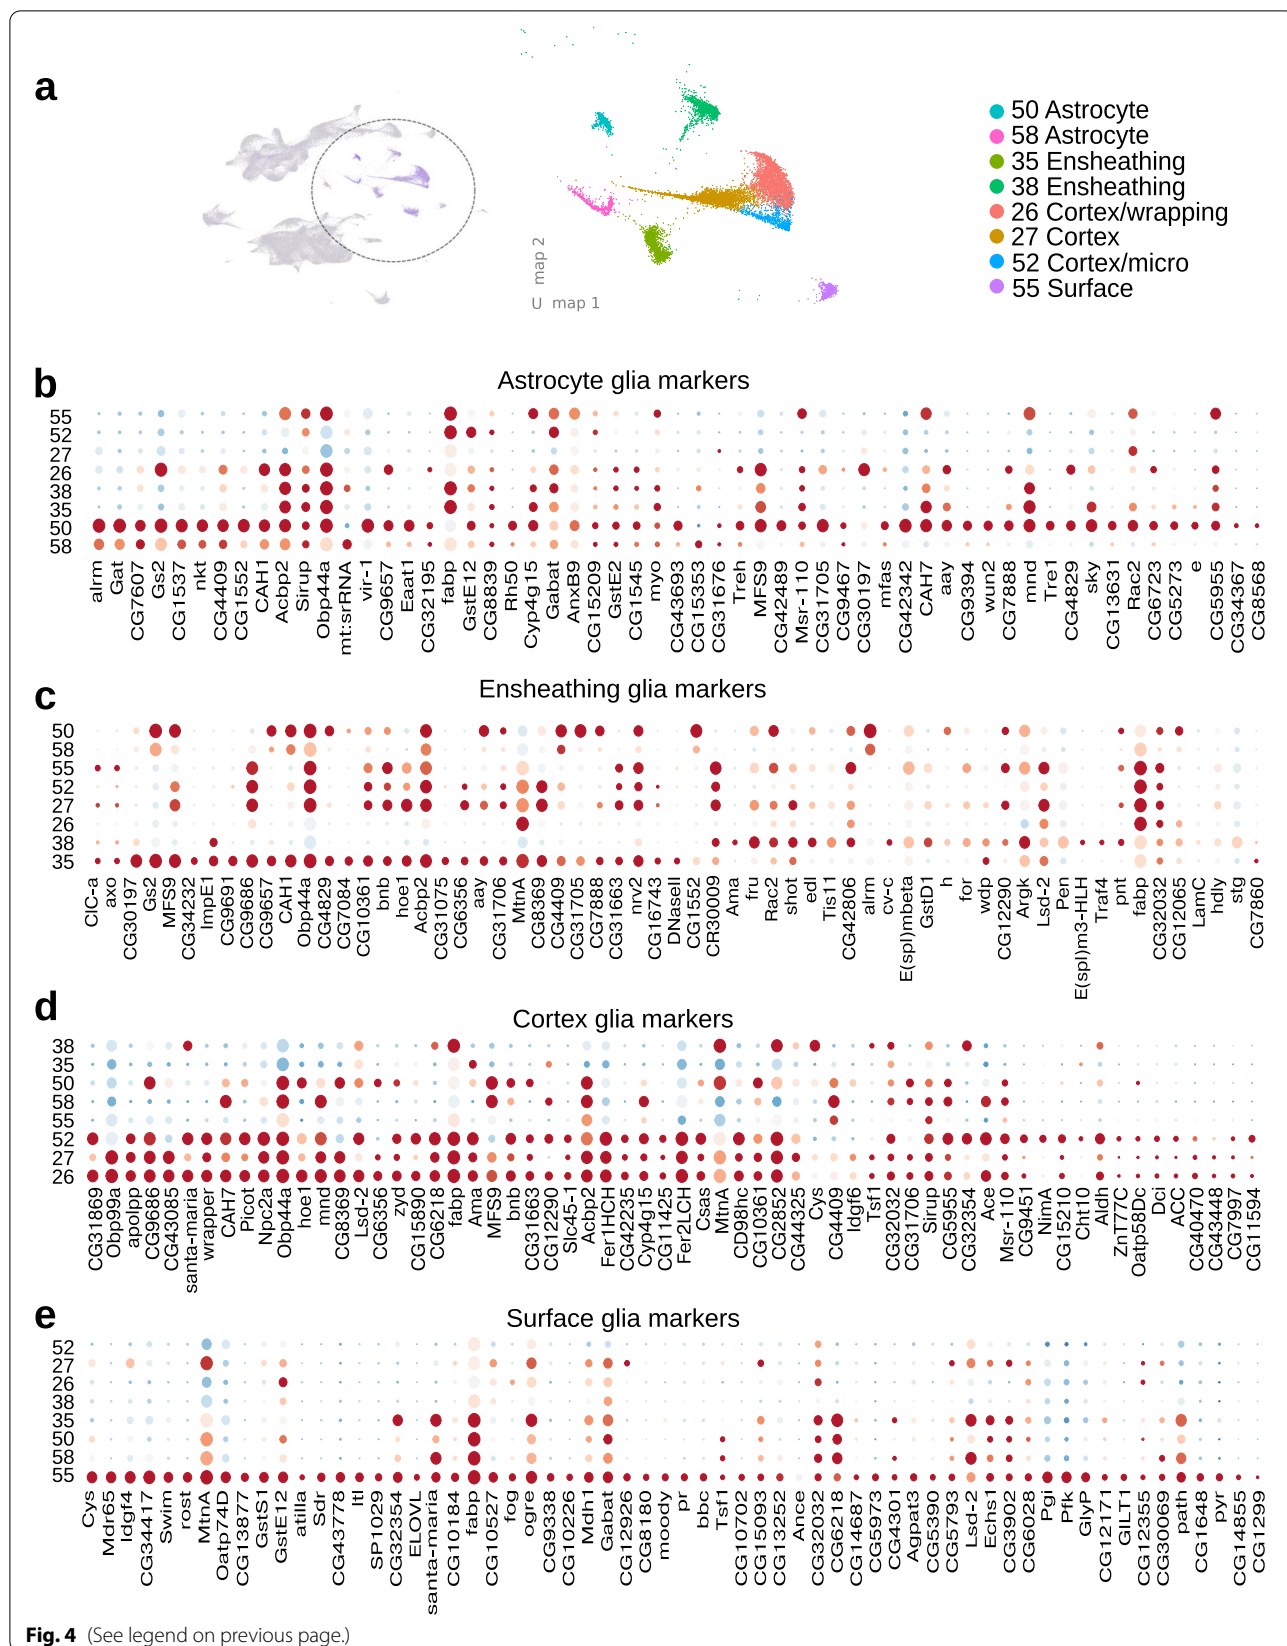 a
50 Astrocyte
58 Astrocyte
35 Ensheathing
38 Ensheathing
26 Cortex/wrapping
27 Cortex
52 Cortex/micro
55 Surface
map 2
U map 1
b
Astrocyte glia markers
55
52
27
26
38
35
50
58
alrm Gat CG7607 Gs2 CG1537 nkt CG4409 CG1552 CAH1 Acbp2 Sirup Obp44a mt:srRNA vir-1 CG9657 Eaat1 CG32195 fabp GstE12 CG8839 Rh50 Cyp4g15 Gabat AnxB9 CG15209 GstE2 CG1545 myo CG43693 CG15353 CG31676 Treh MFS9 CG42489 Msr-110 CG31705 CG9467 CG30197 mfas CG42342 CAH7 aay CG9394 wun2 CG7888 mnd Tre1 CG4829 sky CG13631 Rac2 CG6723 CG5273 e CG5955 CG34367 CG8568
c
Ensheathing glia markers
50
58
55
52
27
26
38
35
ClC-a axo CG30197 Gs2 MFS9 CG34232 ImpE1 CG9691 CG9686 CG9657 CAH1 Obp44a CG4829 CG7084 CG10361 bnb hoe1 Acbp2 CG31075 CG6356 aay CG31706 MtnA CG8369 CG4409 CG31705 CG7888 CG31663 nrv2 CG16743 DNaseII CG1552 CR30009 Ama fru Rac2 shot edl Tis11 CG42806 alrm cv-c E(spl)mbeta GstD1 h for wdp CG12290 Argk Lsd-2 Pen E(spl)m3-HLH Traf4 pnt fabp CG32032 CG12065 LamC hdly stg CG7860
d
Cortex glia markers
38
35
50
58
55
52
27
26
CG31869 Obp99a apolpp CG9686 CG43085 santa-maria wrapper CAH7 Picot Npc2a Obp44a hoe1 mnd CG8369 Lsd-2 CG6356 zyd CG15890 CG6218 fabp Ama MFS9 bnb CG31663 CG12290 Slc45-1 Acbp2 Fer1HCH CG42235 Cyp4g15 CG11425 Fer2LCH Csas MtnA CD98hc CG10361 CG2852 CG44325 Cys CG4409 Idgf6 Tsf1 CG32032 CG31706 Sirup CG5955 CG32354 Ace Msr-110 CG9451 NimA CG15210 Cht10 Aldh ZnT77C Oatp58Dc Dci ACC CG40470 CG43448 CG7997 CG11594
e
Surface glia markers
52
27
26
38
35
50
58
55
Cys Mdr65 Idgf4 CG34417 Swim rost MtnA Oatp74D CG13877 GstS1 GstE12 atilla Sdr CG43778 Itl SP1029 CG32354 ELOVL santa-maria CG10184 fabp CG10527 fog ogre CG9338 CG10226 Mdh1 Gabat CG12926 CG8180 moody pr bbc Tsf1 CG10702 CG15093 CG13252 Ance CG32032 CG6218 CG14687 CG5973 CG4301 Agpat3 CG5390 CG5793 Lsd-2 Echs1 CG3902 CG6028 Pgi Pfk GlyP CG12171 GILT1 CG12355 CG30069 path CG1648 pyr CG14855 CG1299
Fig. 4 (See legend on previous page.)